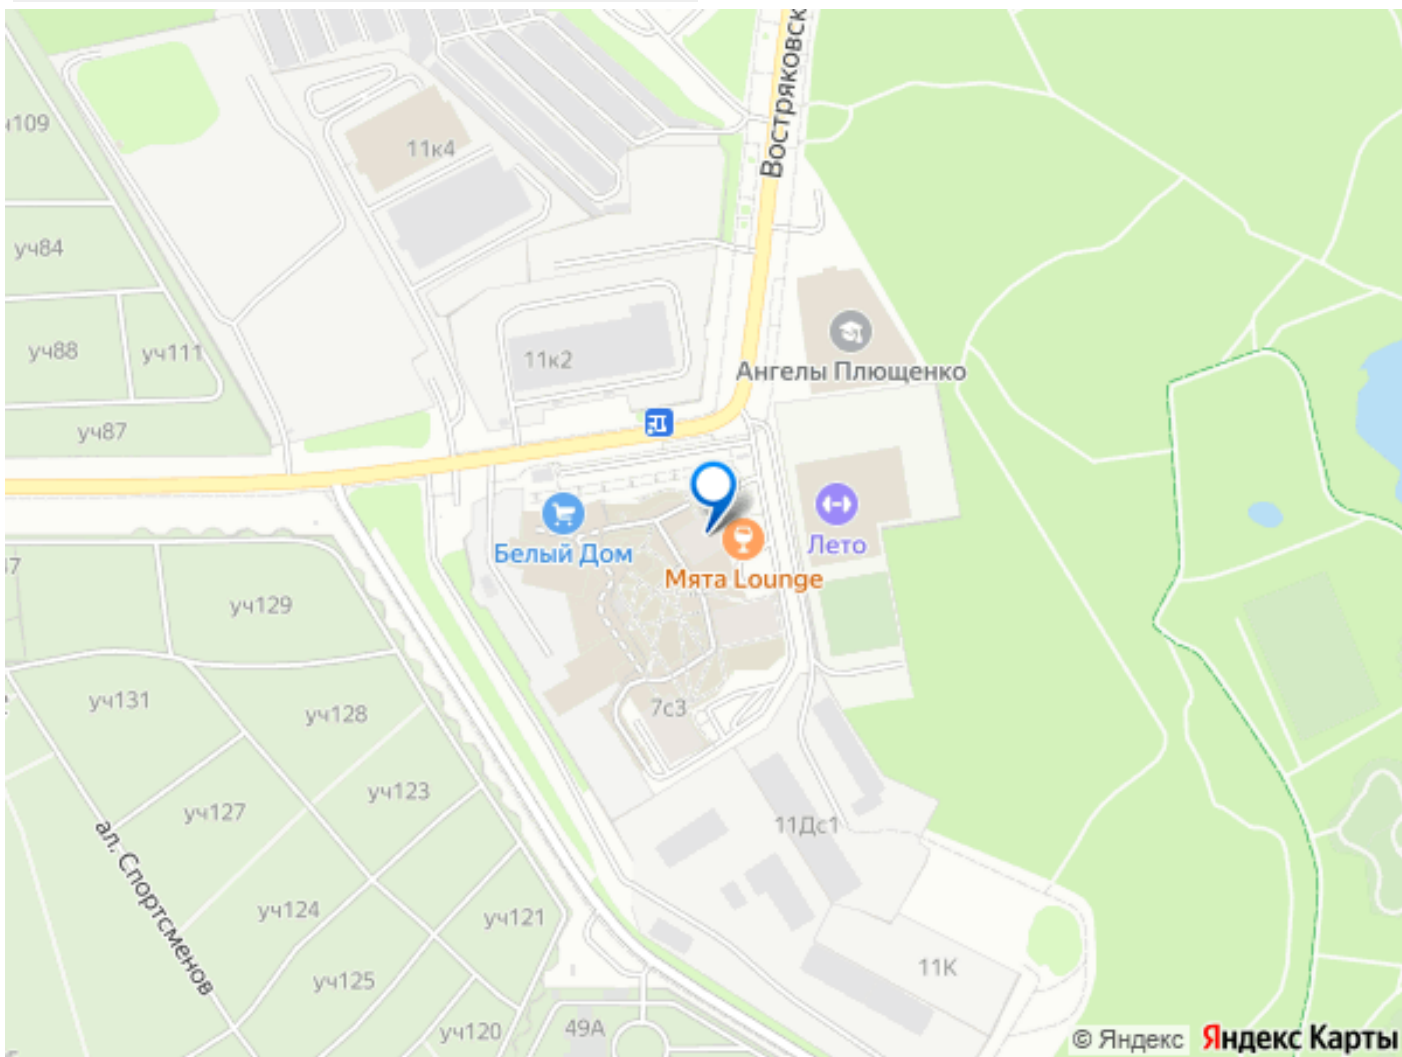 Востряковск
ч109
11к4
уч84
уч88
уч111
11к2
Ангелы Плющенко
уч87
Белый Дом
Лето
Мята Lounge
уч129
уч131
уч128
7с3
уч123
уч127
11Дс1
ал. Спортсменов
уч124
уч121
уч125
11К
уч120
49А
© Яндекс
Яндекс Карты